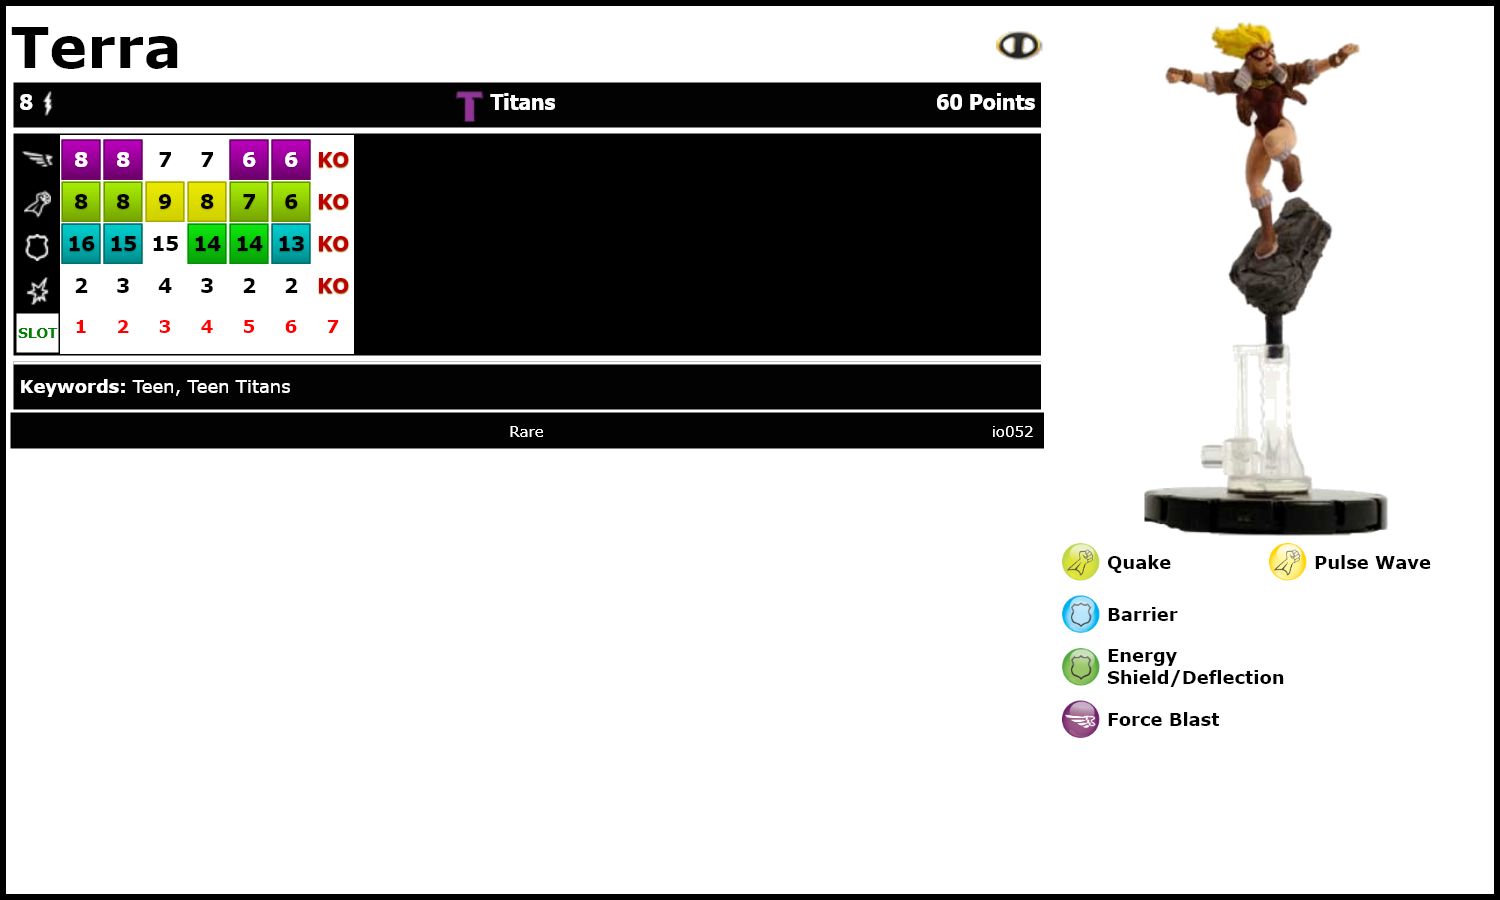 Terra
8 T Titans 60 Points
8 8 7 7 6 6 KO
8 8 9 8 7 6 KO
16 15 15 14 14 13 KO
2 3 4 3 2 2 KO
SLOT 1 2 3 4 5 6 7
Keywords: Teen, Teen Titans
Rare io052
Quake Pulse Wave
Barrier
Energy
Shield/Deflection
Force Blast